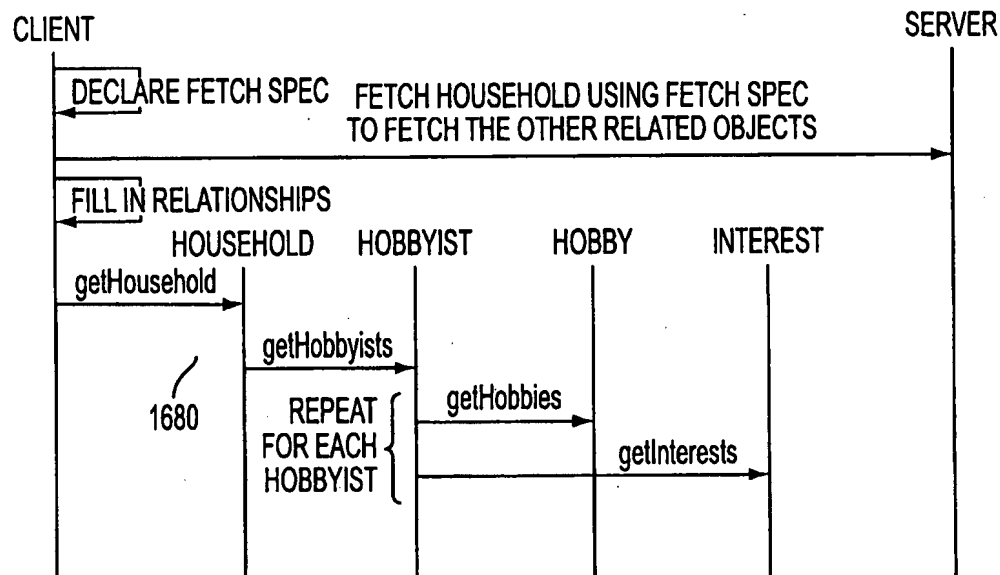 CLIENT
SERVER
DECLARE FETCH SPEC
FETCH HOUSEHOLD USING FETCH SPEC
TO FETCH THE OTHER RELATED OBJECTS
FILL IN RELATIONSHIPS
HOUSEHOLD
HOBBYIST
HOBBY
INTEREST
getHousehold
getHobbyists
1680
REPEAT
FOR EACH
HOBBYIST
getHobbies
getInterests